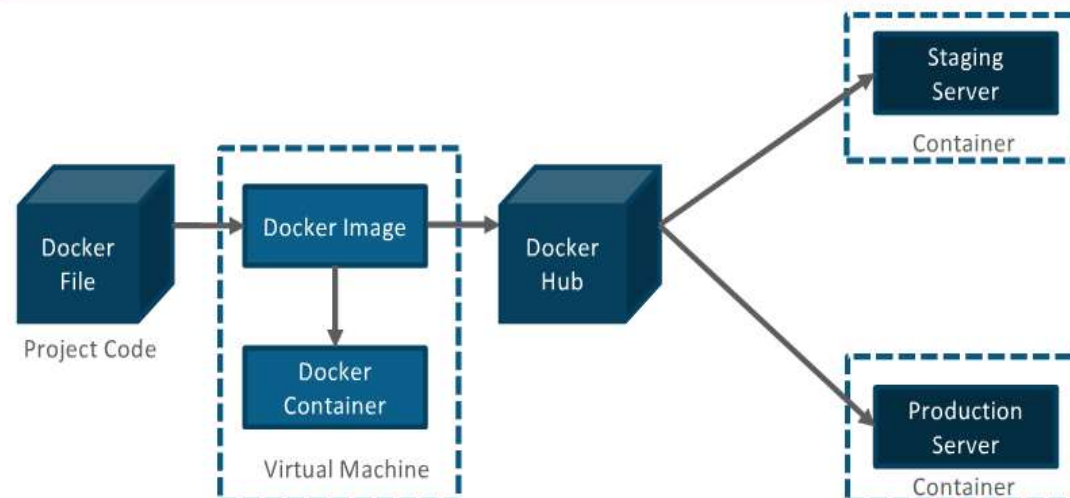 Docker
File
Project Code
Docker Image
Docker
Container
Virtual Machine
Docker
Hub
Staging
Server
Container
Production
Server
Container